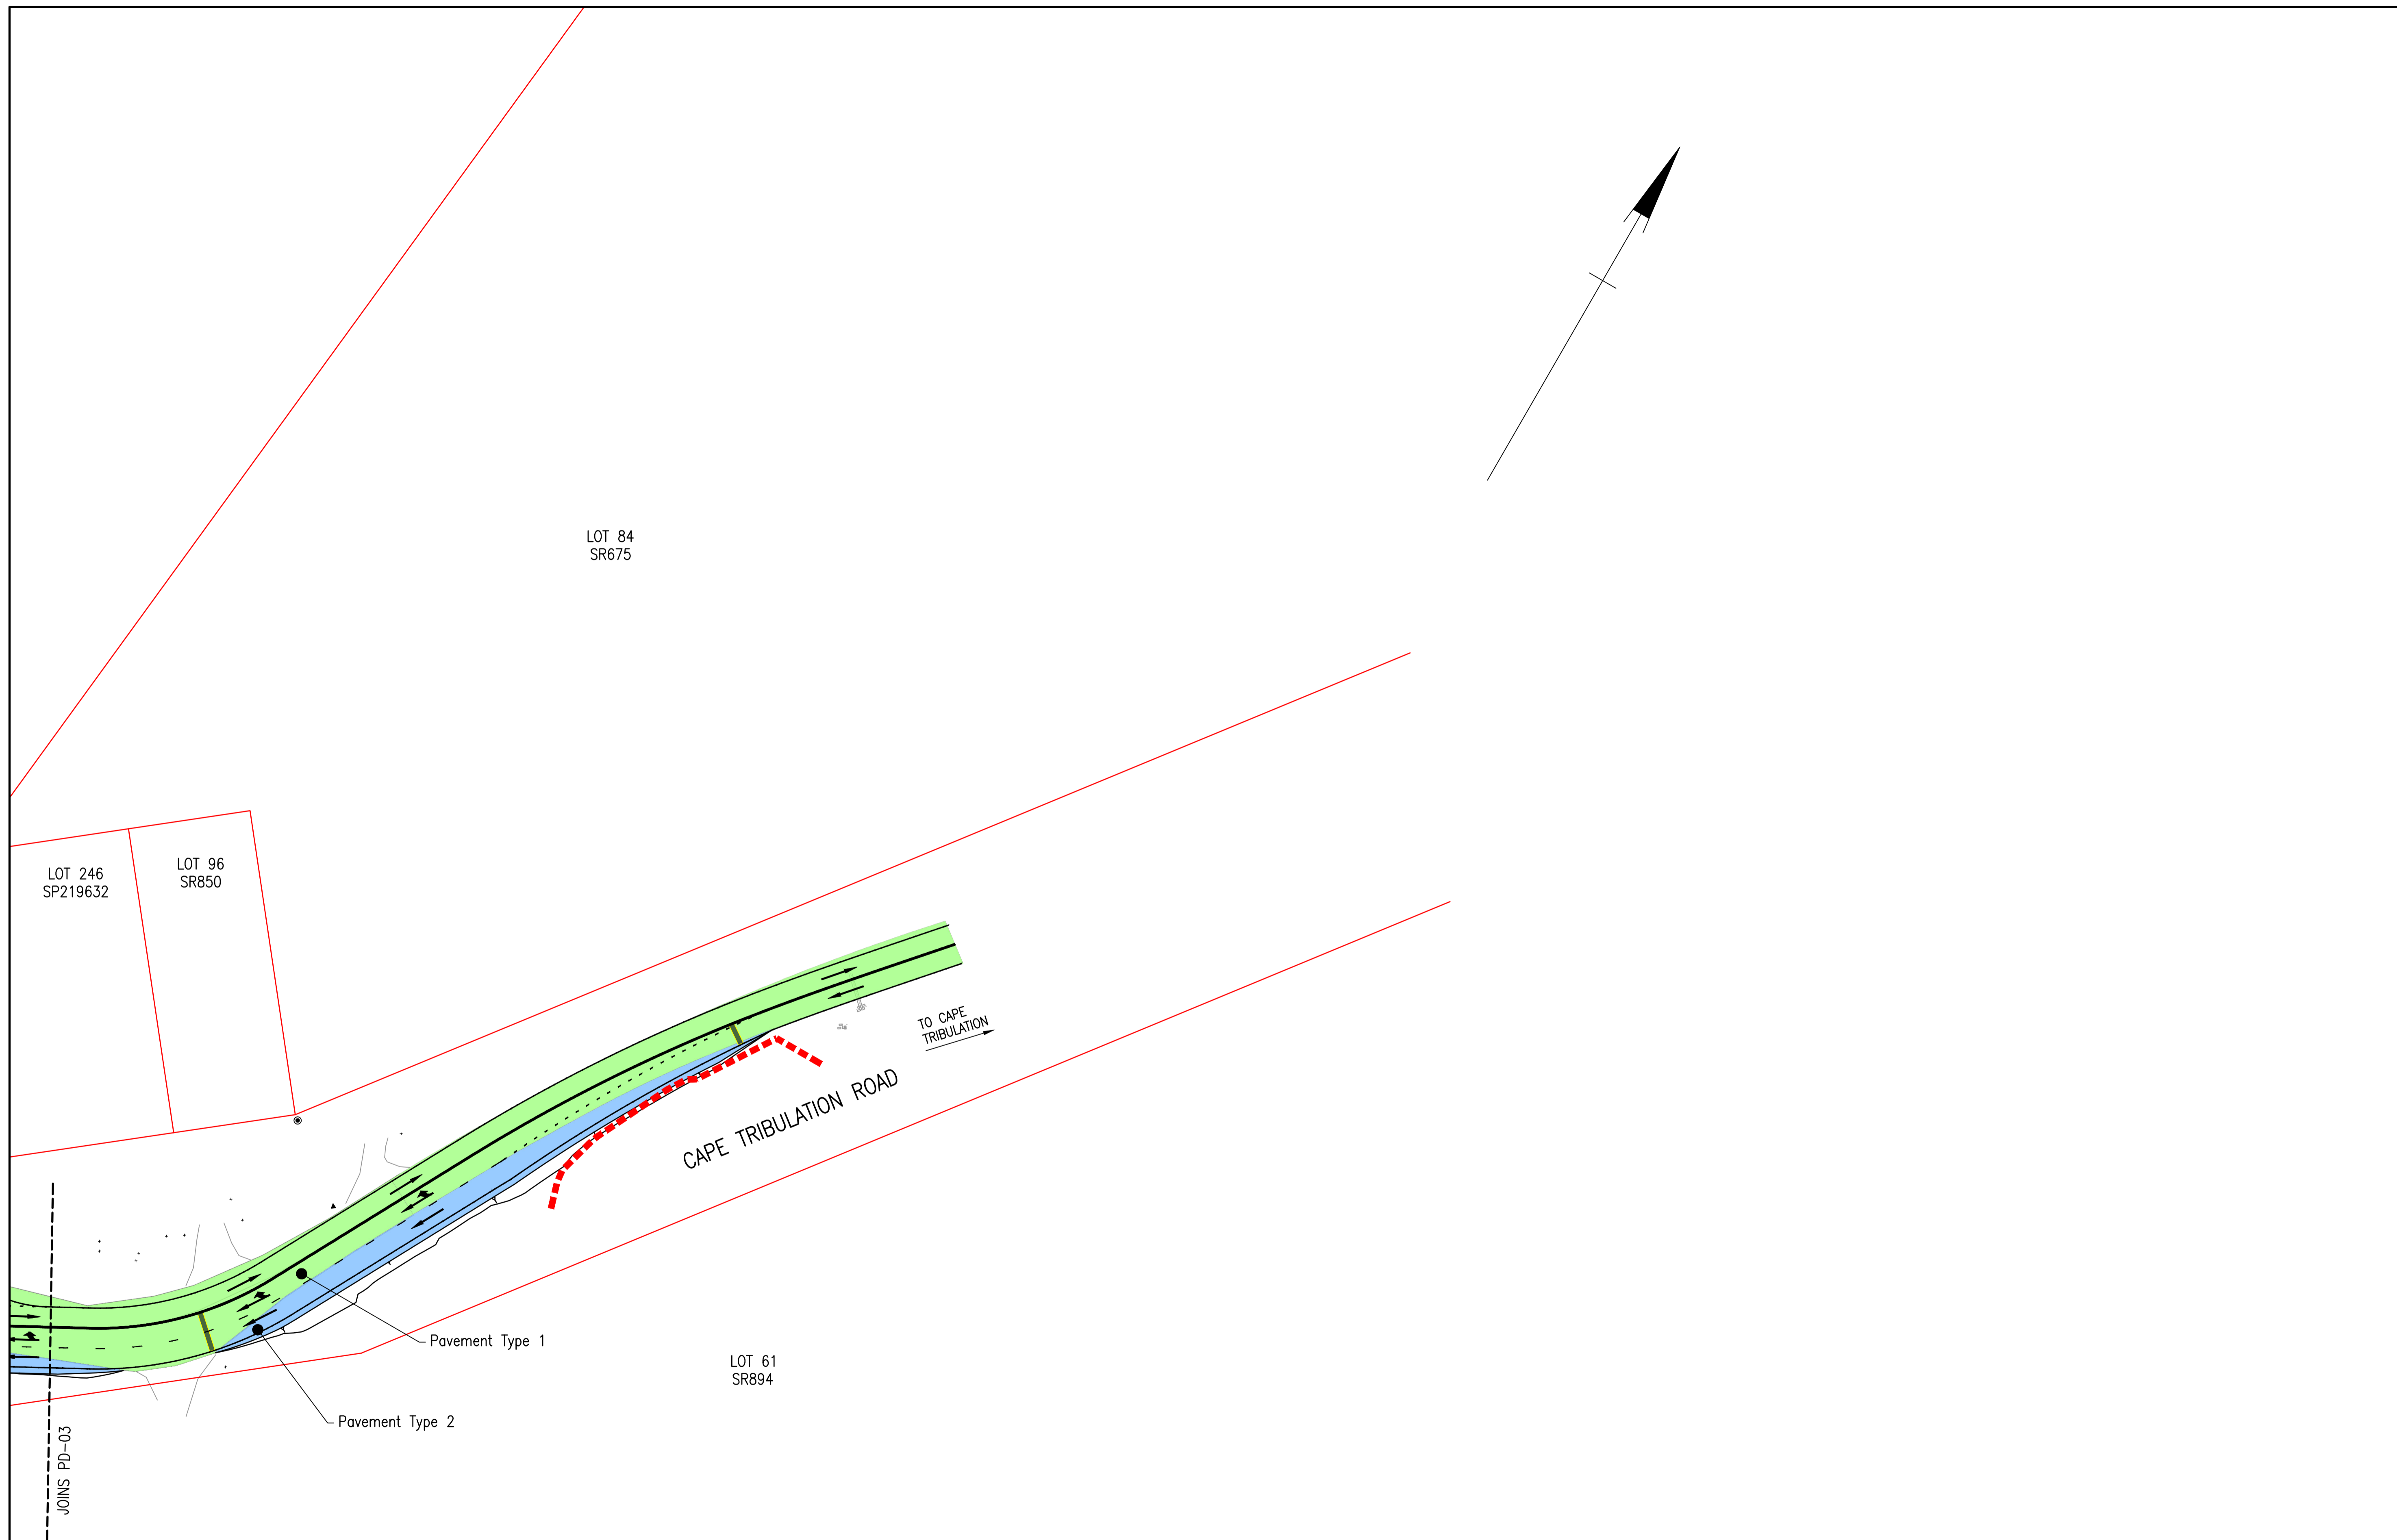 LOT 84
SR675
LOT 96
SR850
LOT 246
SP219632
TO CAPE
TRIBULATION
CAPE TRIBULATION ROAD
Pavement Type 1
LOT 61
SR894
Pavement Type 2
JOINS PD-03